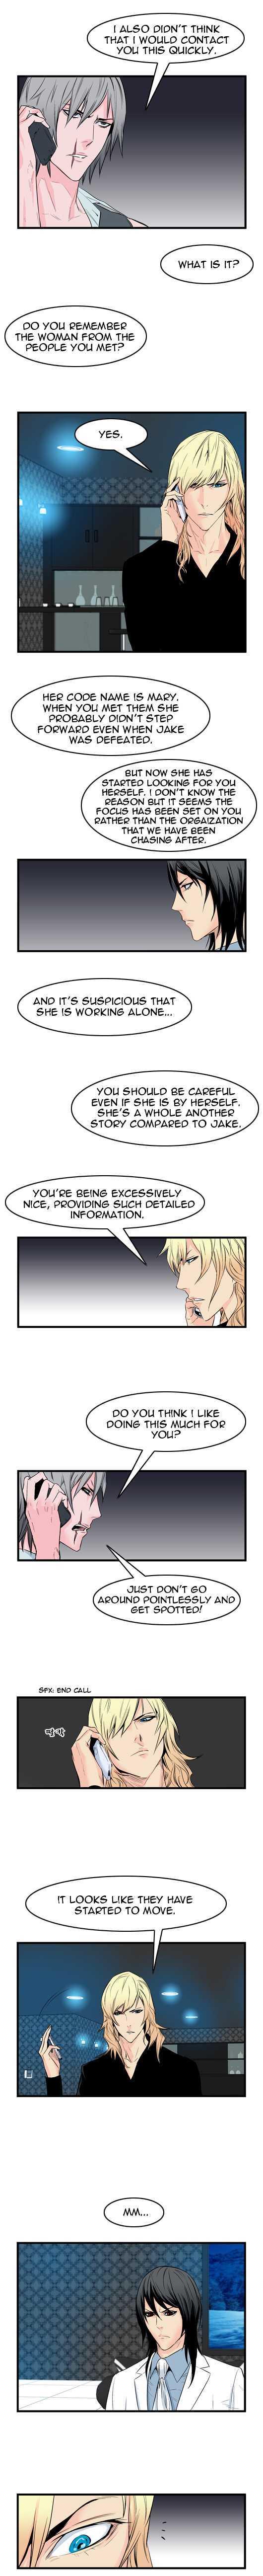 I ALSO DIDN'T THINK
THAT I WOULD CONTACT
YOU THIS QUICKLY.
WHAT IS IT?
DO YOU REMEMBER
THE WOMAN FROM THE
PEOPLE YOU MET?
YES.
HER CODE NAME IS MARY.
WHEN YOU MET THEM SHE
PROBABLY DIDN'T STEP
FORWARD EVEN WHEN JAKE
WAS DEFEATED.
BUT NOW SHE HAS
STARTED LOOKING FOR YOU
HERSELF. I DON'T KNOW THE
REASON BUT IT SEEMS THE
FOCUS HAS BEEN SET ON YOU
RATHER THAN THE ORGAIZATION
THAT WE HAVE BEEN
CHASING AFTER.
AND IT'S SUSPICIOUS THAT
SHE IS WORKING ALONE...
YOU SHOULD BE CAREFUL
EVEN IF SHE IS BY HERSELF.
SHE'S A WHOLE ANOTHER
STORY COMPARED TO JAKE.
YOU'RE BEING EXCESSIVELY
NICE, PROVIDING SUCH DETAILED
INFORMATION.
DO YOU THINK I LIKE
DOING THIS MUCH FOR
YOU?
JUST DON'T GO
AROUND POINTLESSLY AND
GET SPOTTED!
SFX: END CALL
IT LOOKS LIKE THEY HAVE
STARTED TO MOVE.
MM...